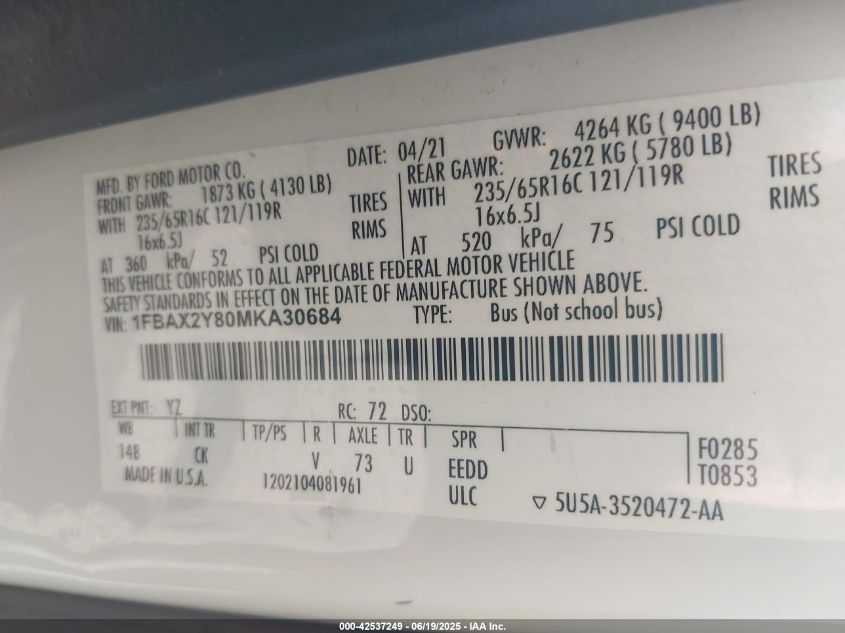 MFD. BY FORD MOTOR CO.
DATE: 04/21
GVWR: 4264 KG ( 9400 LB)
FRONT GAWR: 1873 KG ( 4130 LB)
REAR GAWR: 2622 KG ( 5780 LB)
WITH 235/65R16C 121/119R TIRES
WITH 235/65R16C 121/119R TIRES
16x6.5J RIMS
16x6.5J RIMS
AT 360 kPa/ 52 PSI COLD
AT 520 kPa/ 75 PSI COLD
THIS VEHICLE CONFORMS TO ALL APPLICABLE FEDERAL MOTOR VEHICLE
SAFETY STANDARDS IN EFFECT ON THE DATE OF MANUFACTURE SHOWN ABOVE.
VIN: 1FBAX2Y80MKA30684 TYPE: Bus (Not school bus)
EXT PNT: YZ RC: 72 DSO:
WB INT TR TP/PS R AXLE TR SPR
148 CK V 73 U EEDD
F0285
T0853
MADE IN U.S.A. 1202104081961 ULC ▽ 5U5A-3520472-AA
000-42537249 - 06/19/2025 - IAA Inc.